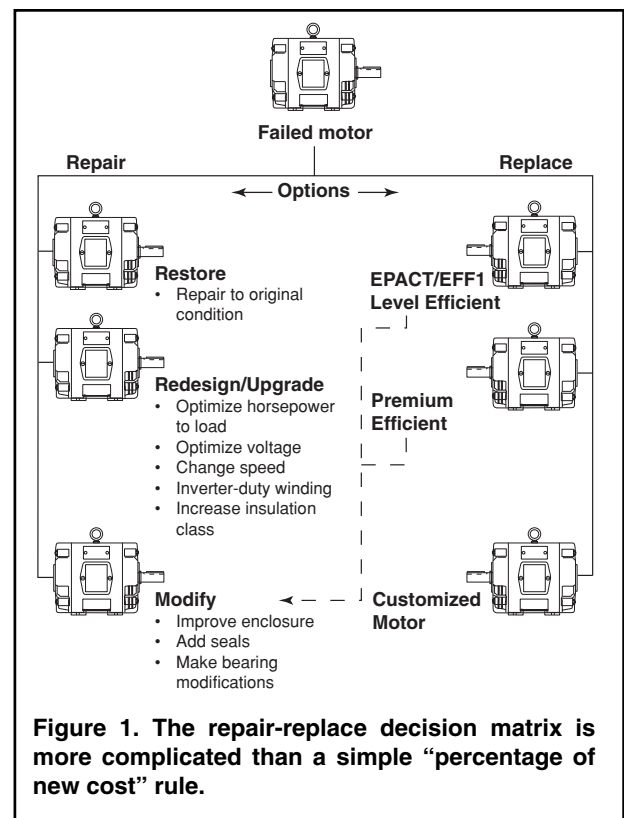 Failed motor
Repair
Replace
Options
Restore
• Repair to original
condition
EPACT/EFF1
Level Efficient
Redesign/Upgrade
• Optimize horsepower
to load
• Optimize voltage
• Change speed
• Inverter-duty winding
• Increase insulation
class
Premium
Efficient
Modify
• Improve enclosure
• Add seals
• Make bearing
modifications
Customized
Motor
Figure 1. The repair-replace decision matrix is
more complicated than a simple “percentage of
new cost” rule.